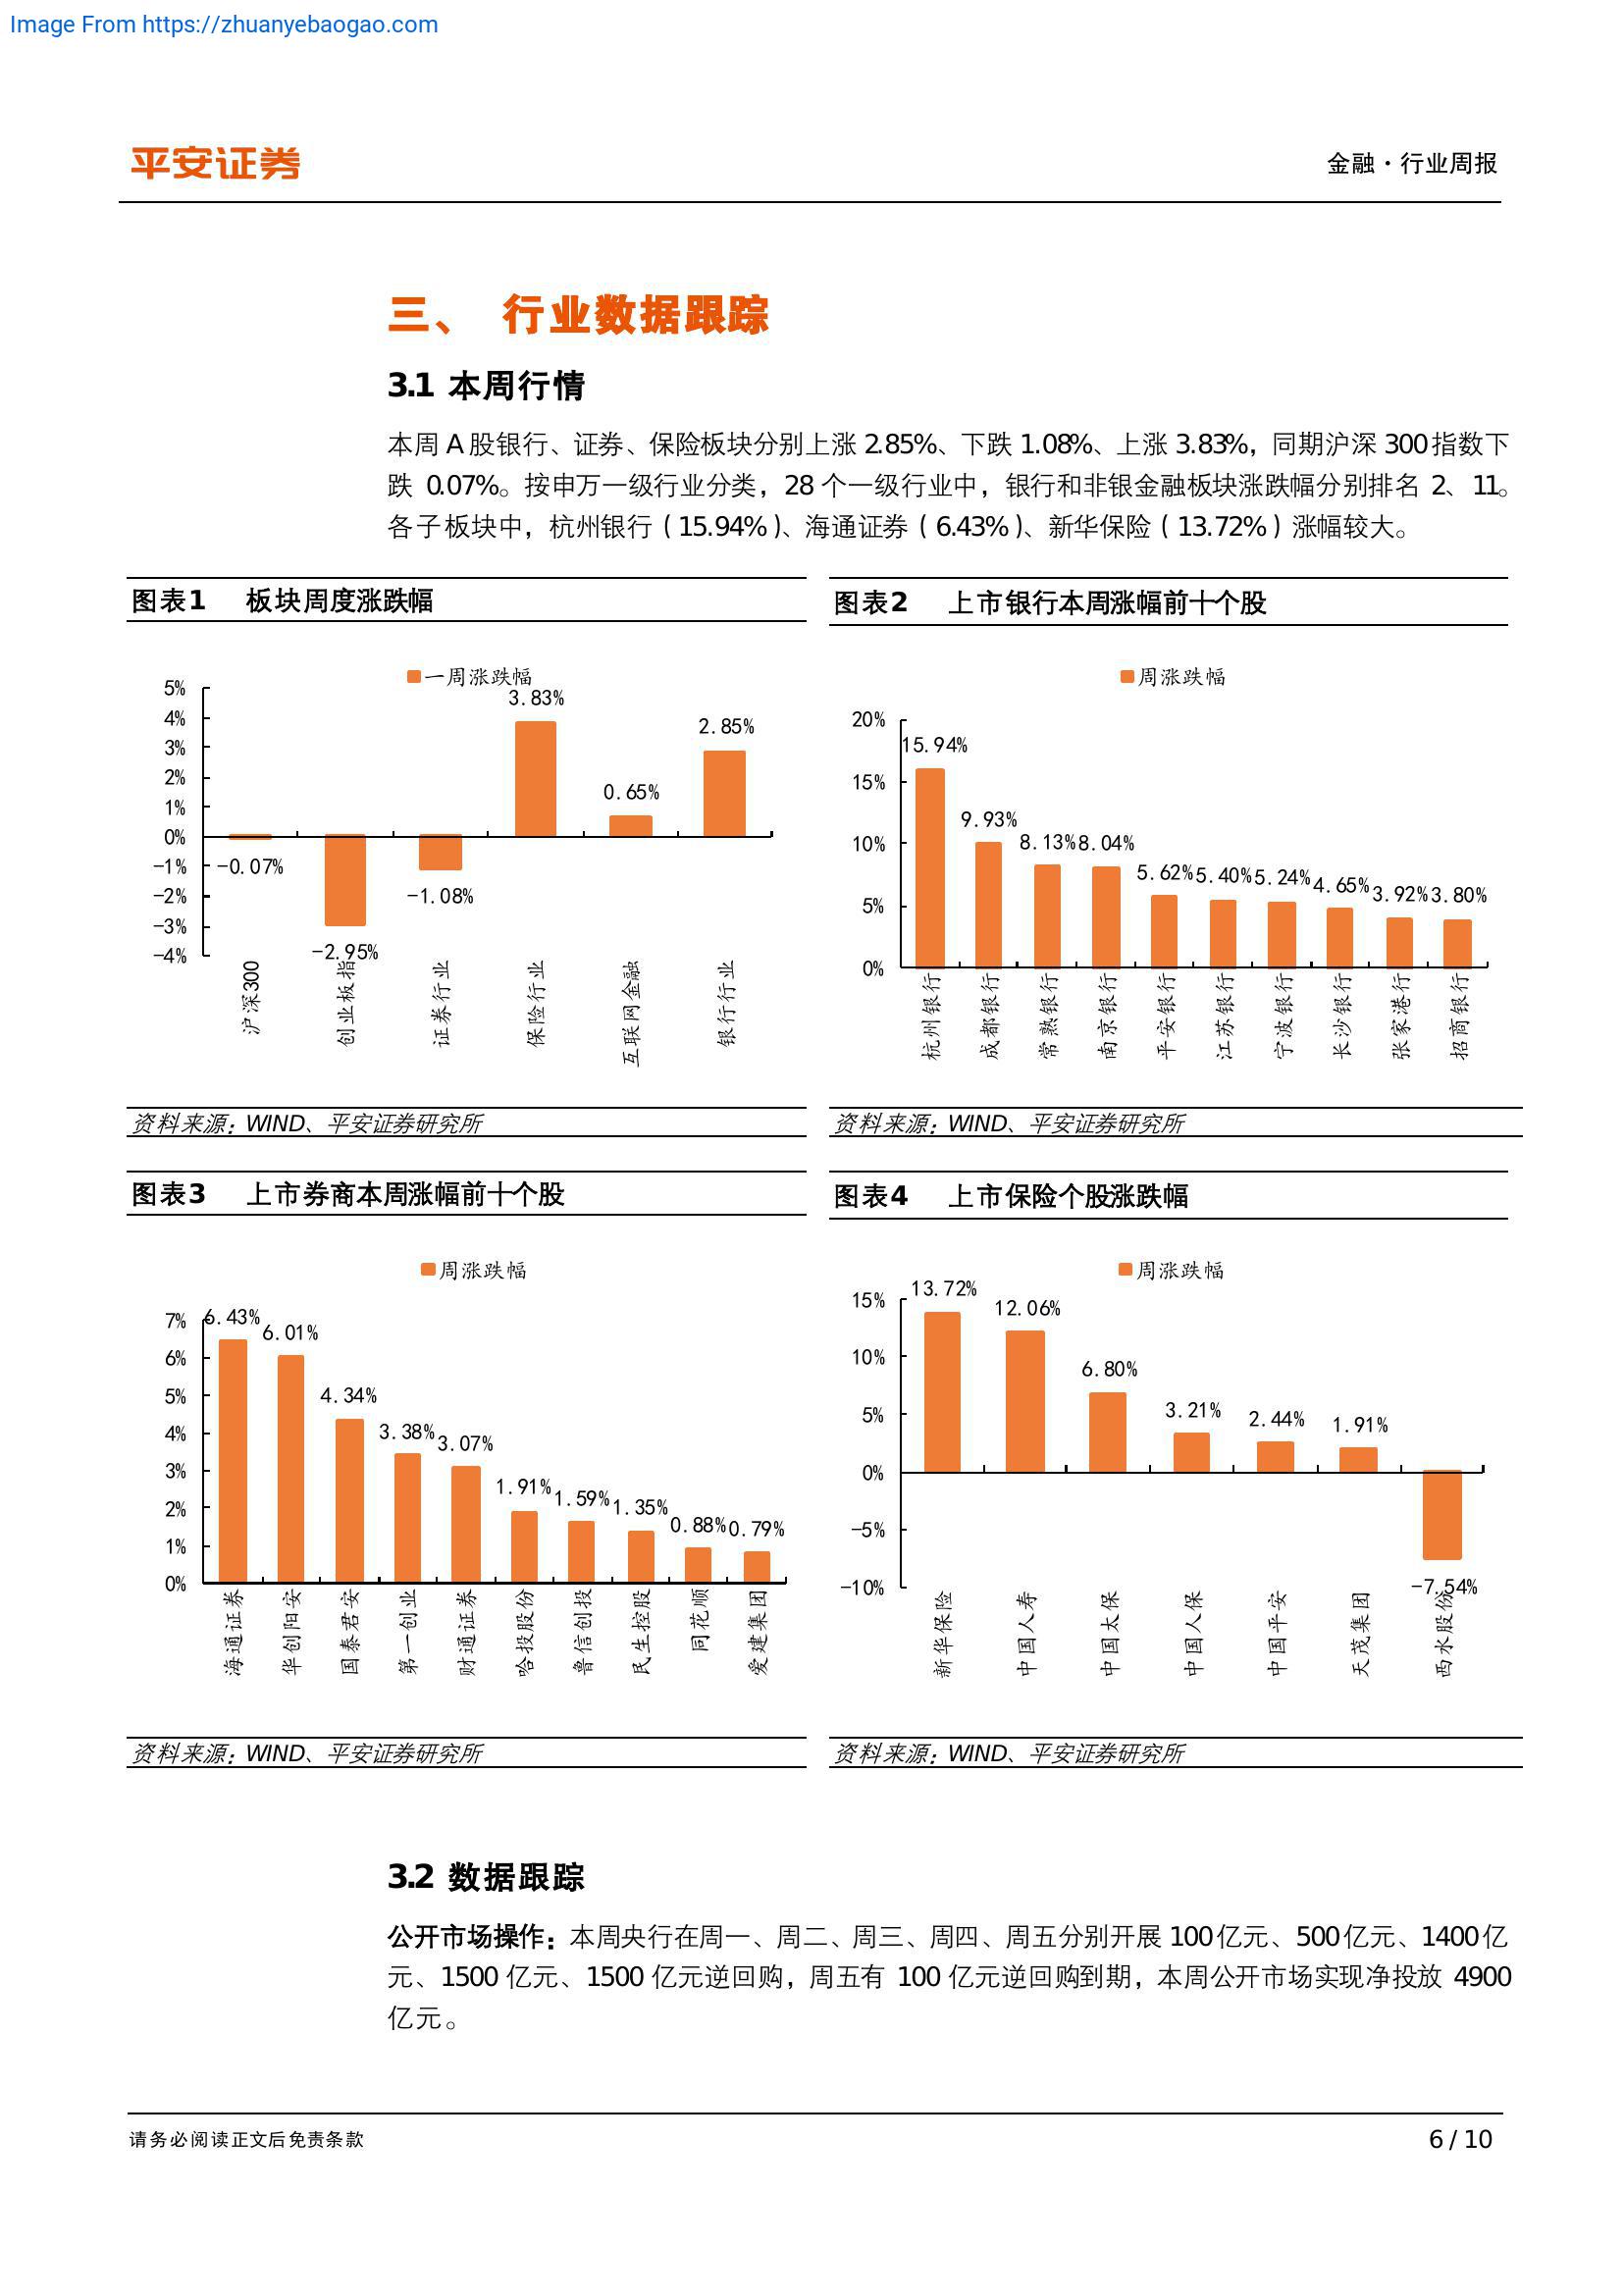 Image From https://zhuanyebaogao.com
平安证券
金融·行业周报
三、 行业数据跟踪
3.1 本周行情
本周 A 股银行、证券、保险板块分别上涨 2.85%、下跌 1.08%、上涨 3.83%，同期沪深 300 指数下
跌 0.07%。按申万一级行业分类，28 个一级行业中，银行和非银金融板块涨跌幅分别排名 2、11。
各子板块中，杭州银行（15.94%）、海通证券（6.43%）、新华保险（13.72%）涨幅较大。
图表1 板块周度涨跌幅
一周涨跌幅
5%
4%
3%
2%
1%
0%
-1%
-2%
-3%
-4%
-0.07%
-2.95%
-1.08%
3.83%
0.65%
2.85%
沪深300
创业板指
证券行业
保险行业
互联网金融
银行行业
资料来源：WIND、平安证券研究所
图表2 上市银行本周涨幅前十个股
周涨跌幅
20%
15%
10%
5%
0%
15.94%
9.93%
8.13%
8.04%
5.62%
5.40%
5.24%
4.65%
3.92%
3.80%
杭州银行
成都银行
常熟银行
南京银行
平安银行
江苏银行
宁波银行
长沙银行
张家港行
招商银行
资料来源：WIND、平安证券研究所
图表3 上市券商本周涨幅前十个股
周涨跌幅
7%
6%
5%
4%
3%
2%
1%
0%
6.43%
6.01%
4.34%
3.38%
3.07%
1.91%
1.59%
1.35%
0.88%
0.79%
海通证券
华创阳安
国泰君安
第一创业
财通证券
哈投股份
鲁信创投
民生控股
同花顺
爱建集团
资料来源：WIND、平安证券研究所
图表4 上市保险个股涨跌幅
周涨跌幅
15%
10%
5%
0%
-5%
-10%
13.72%
12.06%
6.80%
3.21%
2.44%
1.91%
-7.54%
新华保险
中国人寿
中国太保
中国人保
中国平安
天茂集团
西水股份
资料来源：WIND、平安证券研究所
3.2 数据跟踪
公开市场操作：本周央行在周一、周二、周三、周四、周五分别开展 100 亿元、500 亿元、1400 亿
元、1500 亿元、1500 亿元逆回购，周五有 100 亿元逆回购到期，本周公开市场实现净投放 4900
亿元。
请务必阅读正文后免责条款
6 / 10